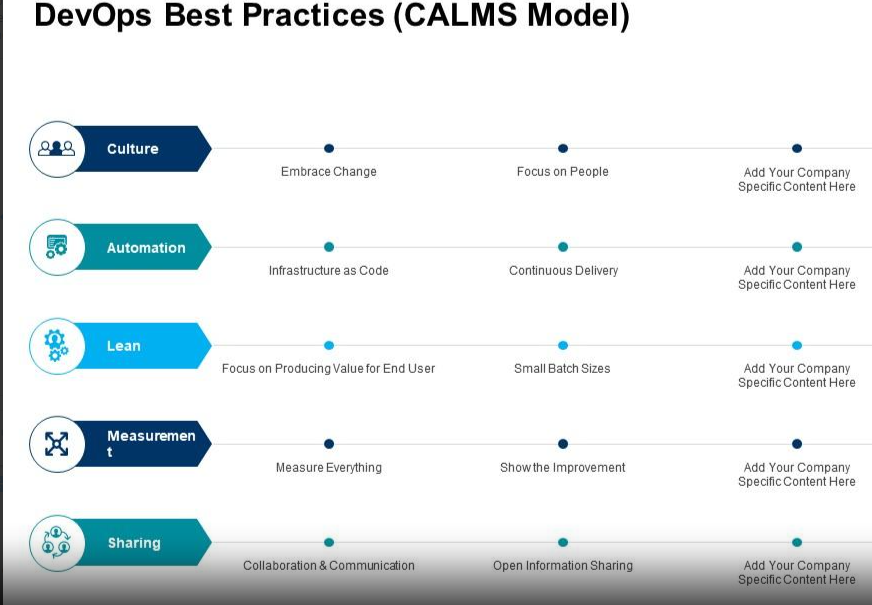 DevOps Best Practices (CALMS Model)
Culture
Embrace Change
Focus on People
Add Your Company
Specific Content Here
Automation
Infrastructure as Code
Continuous Delivery
Add Your Company
Specific Content Here
Lean
Focus on Producing Value for End User
Small Batch Sizes
Add Your Company
Specific Content Here
Measuremen
t
Measure Everything
Show the Improvement
Add Your Company
Specific Content Here
Sharing
Collaboration & Communication
Open Information Sharing
Add Your Company
Specific Content Here